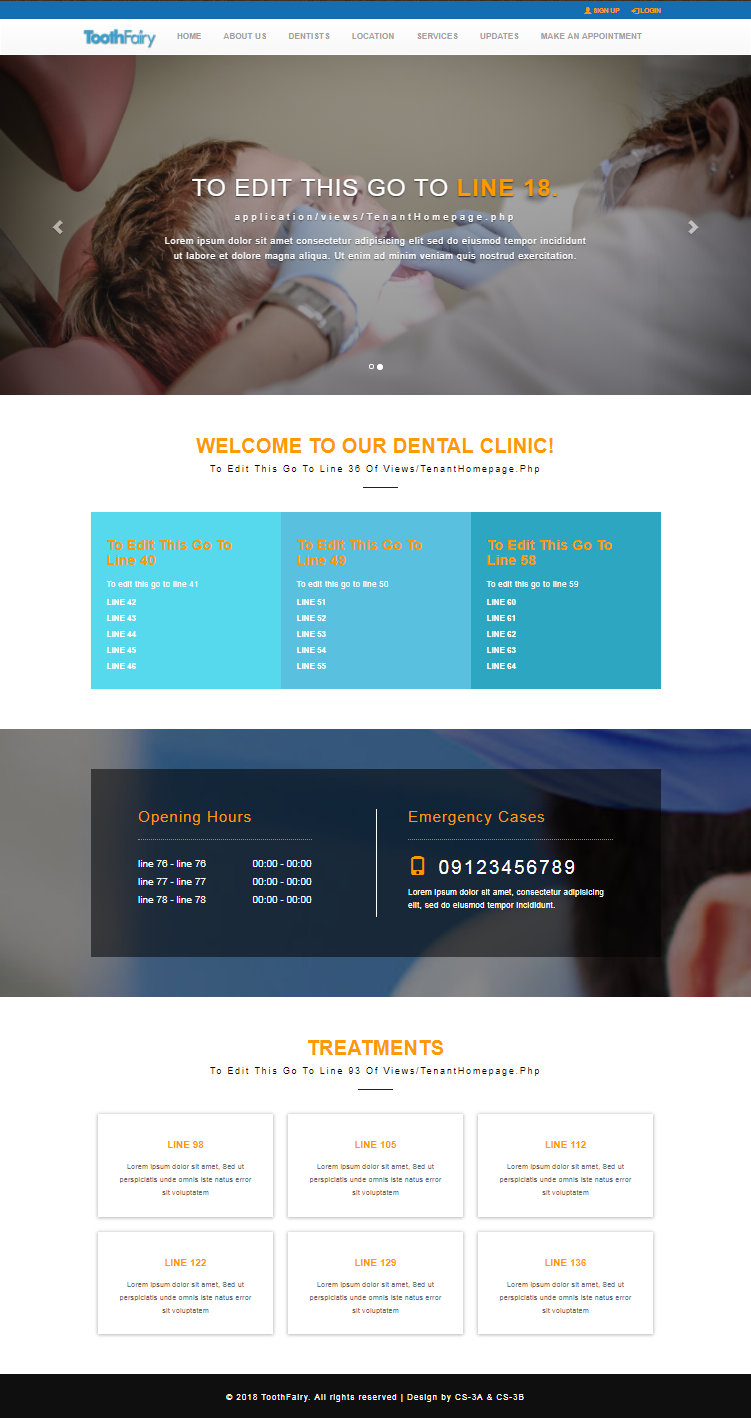 SIGN UP LOGIN
ToothFairy HOME ABOUT US DENTISTS LOCATION SERVICES UPDATES MAKE AN APPOINTMENT
TO EDIT THIS GO TO LINE 18.
application/views/TenantHomepage.php
Lorem ipsum dolor sit amet consectetur adipisicing elit sed do eiusmod tempor incididunt
ut labore et dolore magna aliqua. Ut enim ad minim veniam quis nostrud exercitation.
WELCOME TO OUR DENTAL CLINIC!
To Edit This Go To Line 36 Of Views/TenantHomepage.Php
To Edit This Go To
Line 40
To edit this go to line 41
LINE 42
LINE 43
LINE 44
LINE 45
LINE 46
To Edit This Go To
Line 49
To edit this go to line 50
LINE 51
LINE 52
LINE 53
LINE 54
LINE 55
To Edit This Go To
Line 58
To edit this go to line 59
LINE 60
LINE 61
LINE 62
LINE 63
LINE 64
Opening Hours
line 76 - line 76 00:00 - 00:00
line 77 - line 77 00:00 - 00:00
line 78 - line 78 00:00 - 00:00
Emergency Cases
09123456789
Lorem ipsum dolor sit amet, consectetur adipisicing
elit, sed do eiusmod tempor incididunt.
TREATMENTS
To Edit This Go To Line 93 Of Views/TenantHomepage.Php
LINE 98
Lorem ipsum dolor sit amet, Sed ut
perspiciatis unde omnis iste natus error
sit voluptatem
LINE 105
Lorem ipsum dolor sit amet, Sed ut
perspiciatis unde omnis iste natus error
sit voluptatem
LINE 112
Lorem ipsum dolor sit amet, Sed ut
perspiciatis unde omnis iste natus error
sit voluptatem
LINE 122
Lorem ipsum dolor sit amet, Sed ut
perspiciatis unde omnis iste natus error
sit voluptatem
LINE 129
Lorem ipsum dolor sit amet, Sed ut
perspiciatis unde omnis iste natus error
sit voluptatem
LINE 136
Lorem ipsum dolor sit amet, Sed ut
perspiciatis unde omnis iste natus error
sit voluptatem
© 2018 ToothFairy. All rights reserved | Design by CS-3A & CS-3B